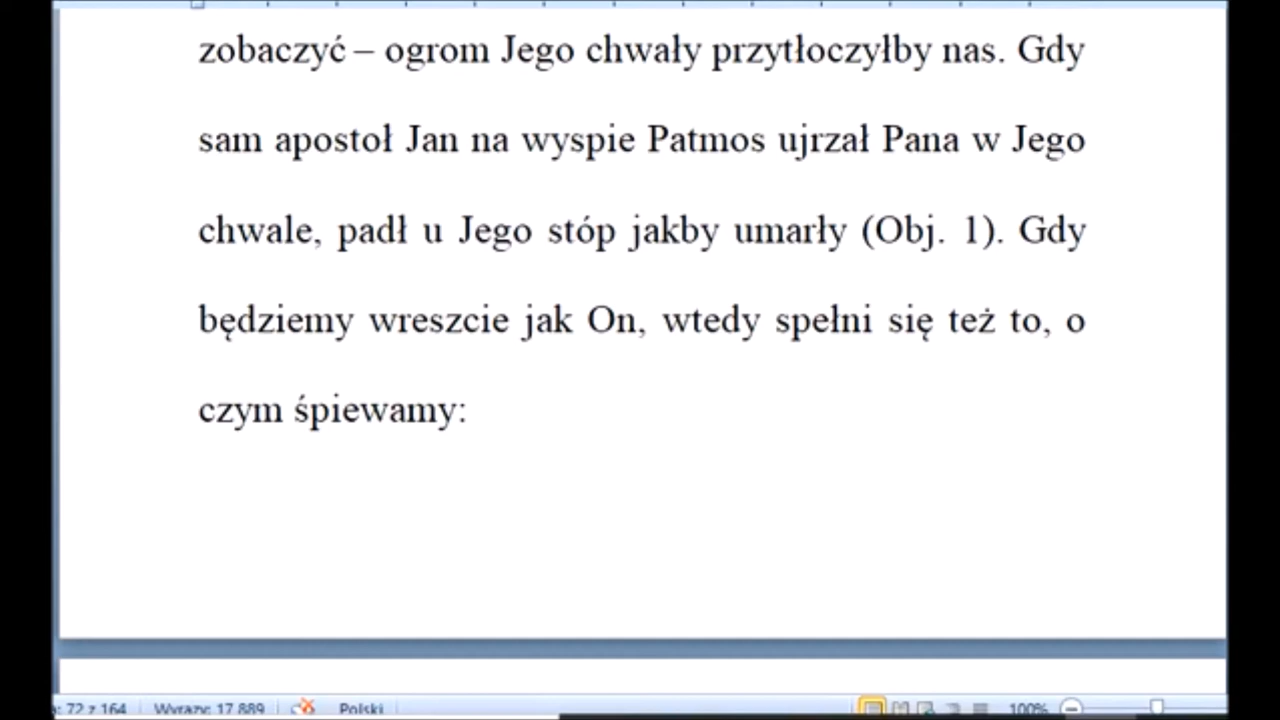 zobaczyć – ogrom Jego chwały przytłoczyłby nas. Gdy
sam apostoł Jan na wyspie Patmos ujrzał Pana w Jego
chwale, padł u Jego stóp jakby umarły (Obj. 1). Gdy
będziemy wreszcie jak On, wtedy spełni się też to, o
czym śpiewamy:
: 72 z 164 Wyrazy: 17 889 Polski 100%